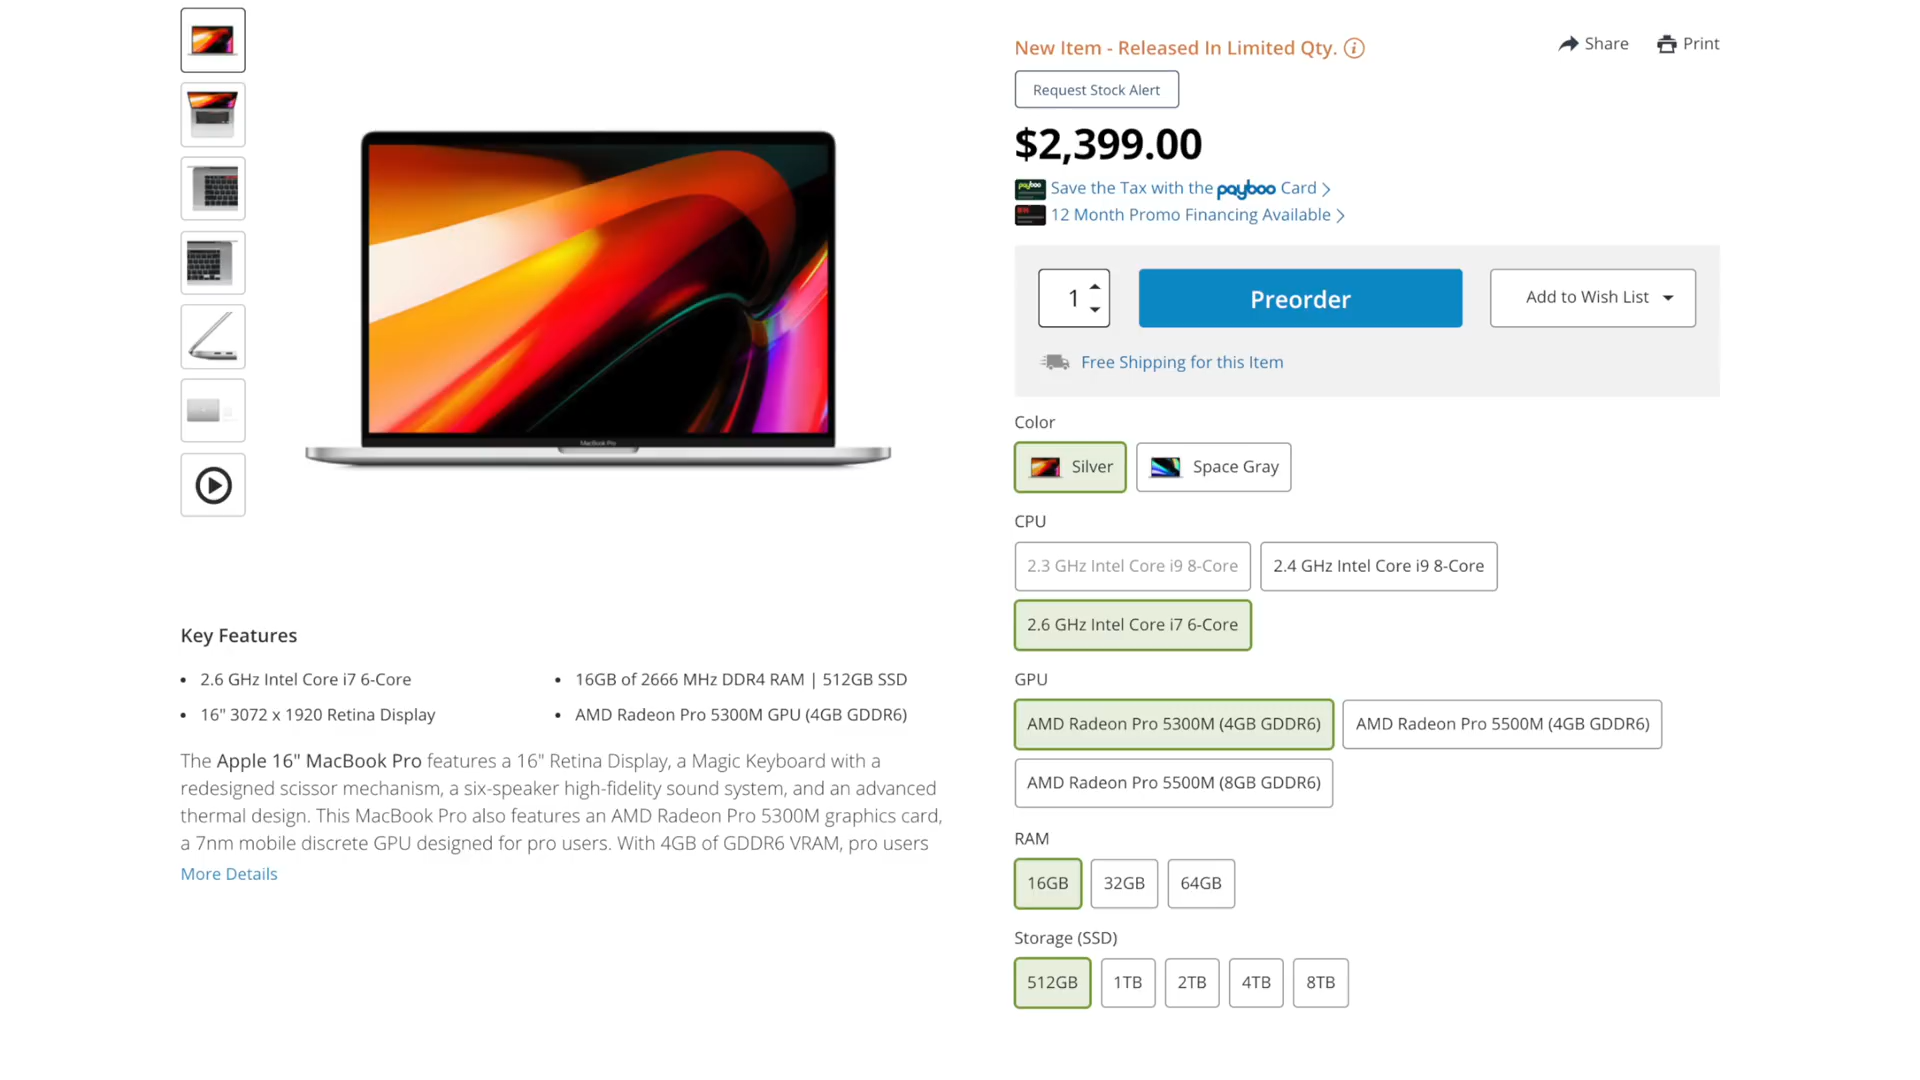 New Item - Released In Limited Qty.
Share
Print
Request Stock Alert
$2,399.00
payboo Save the Tax with the payboo Card
12 Month Promo Financing Available
1
Preorder
Add to Wish List
Free Shipping for this Item
MacBook Pro
Color
Silver
Space Gray
CPU
2.3 GHz Intel Core i9 8-Core
2.4 GHz Intel Core i9 8-Core
2.6 GHz Intel Core i7 6-Core
GPU
AMD Radeon Pro 5300M (4GB GDDR6)
AMD Radeon Pro 5500M (4GB GDDR6)
AMD Radeon Pro 5500M (8GB GDDR6)
RAM
16GB
32GB
64GB
Storage (SSD)
512GB
1TB
2TB
4TB
8TB
Key Features
2.6 GHz Intel Core i7 6-Core
16GB of 2666 MHz DDR4 RAM | 512GB SSD
16" 3072 x 1920 Retina Display
AMD Radeon Pro 5300M GPU (4GB GDDR6)
The Apple 16" MacBook Pro features a 16" Retina Display, a Magic Keyboard with a
redesigned scissor mechanism, a six-speaker high-fidelity sound system, and an advanced
thermal design. This MacBook Pro also features an AMD Radeon Pro 5300M graphics card,
a 7nm mobile discrete GPU designed for pro users. With 4GB of GDDR6 VRAM, pro users
More Details